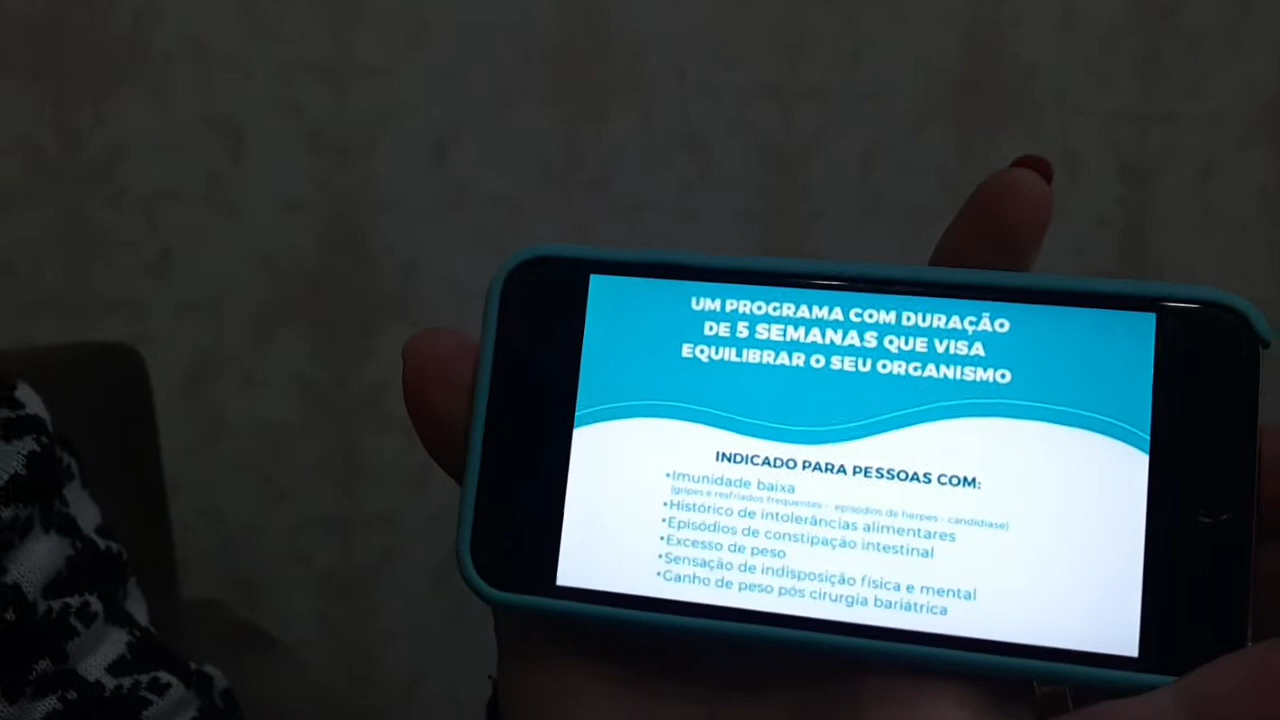 UM PROGRAMA COM DURAÇÃO
DE 5 SEMANAS QUE VISA
EQUILIBRAR O SEU ORGANISMO
INDICADO PARA PESSOAS COM:
•Imunidade baixa
(gripes e resfriados frequentes - episódios de herpes - candidíase)
•Histórico de intolerâncias alimentares
•Episódios de constipação intestinal
•Excesso de peso
•Sensação de indisposição física e mental
•Ganho de peso pós cirurgia bariátrica